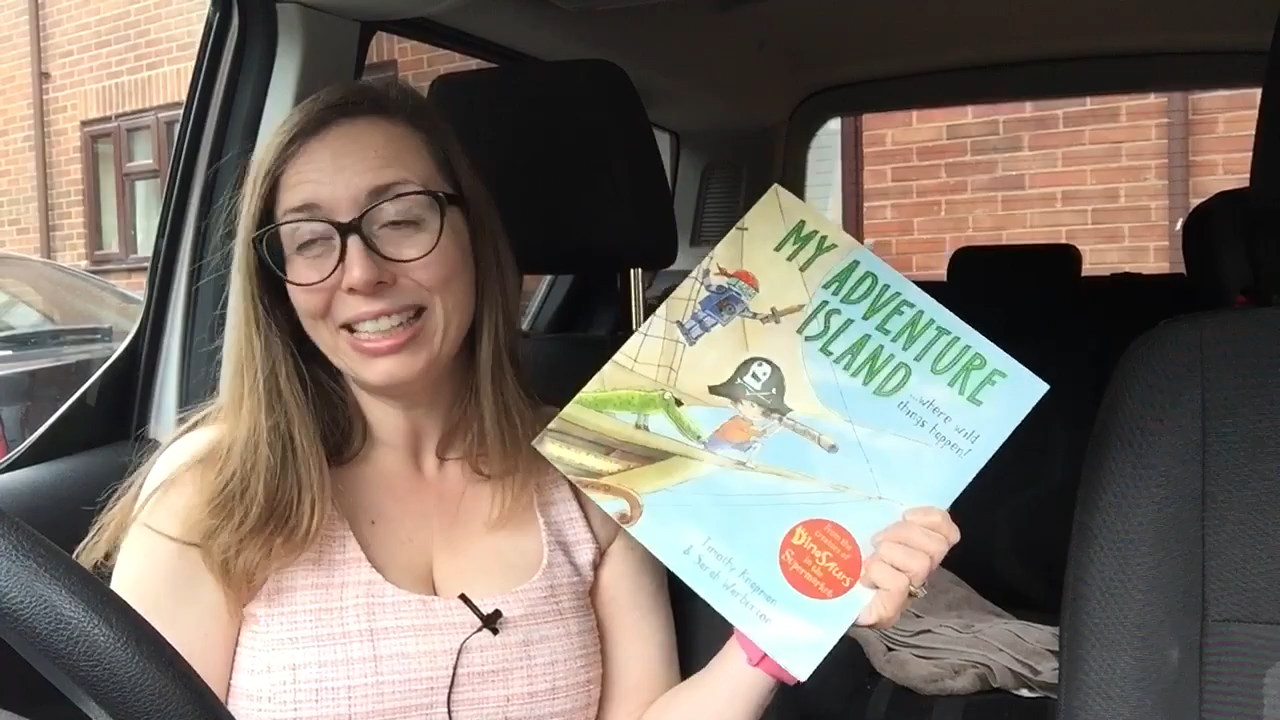 MY
ADVENTURE
ISLAND
...where wild
things happen!
Timothy Knapman
& Sarah Warburton
From the
creators of
DINOSAURS
in the
Supermarket